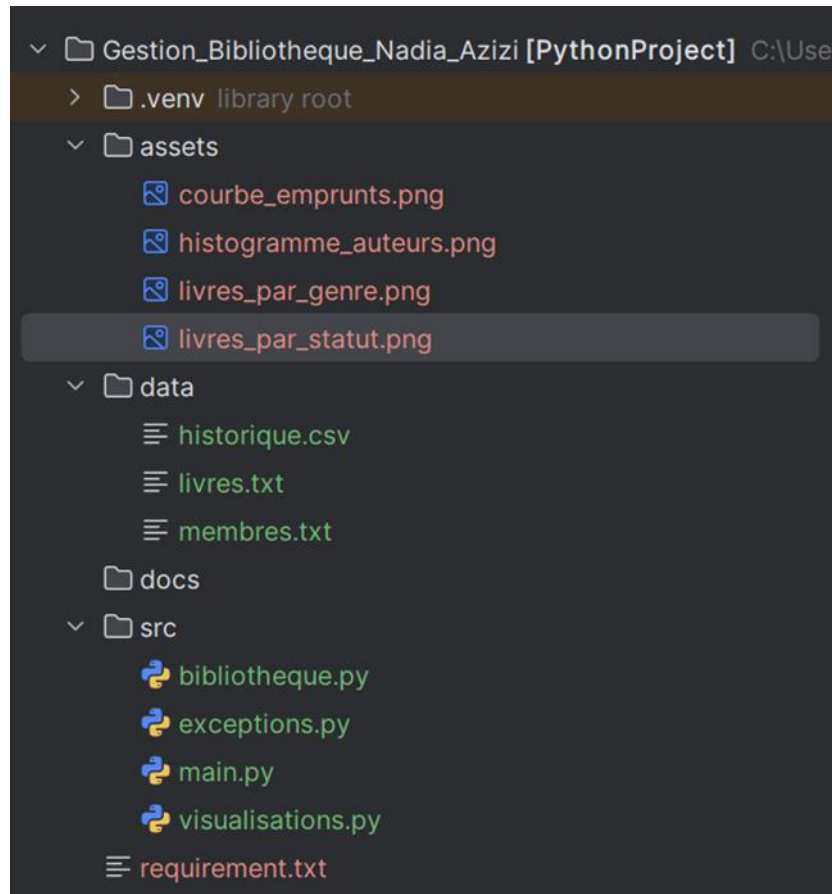 Gestion_Bibliotheque_Nadia_Azizi [PythonProject] C:\Use
.venv library root
assets
courbe_emprunts.png
histogramme_auteurs.png
livres_par_genre.png
livres_par_statut.png
data
historique.csv
livres.txt
membres.txt
docs
src
bibliotheque.py
exceptions.py
main.py
visualisations.py
requirement.txt